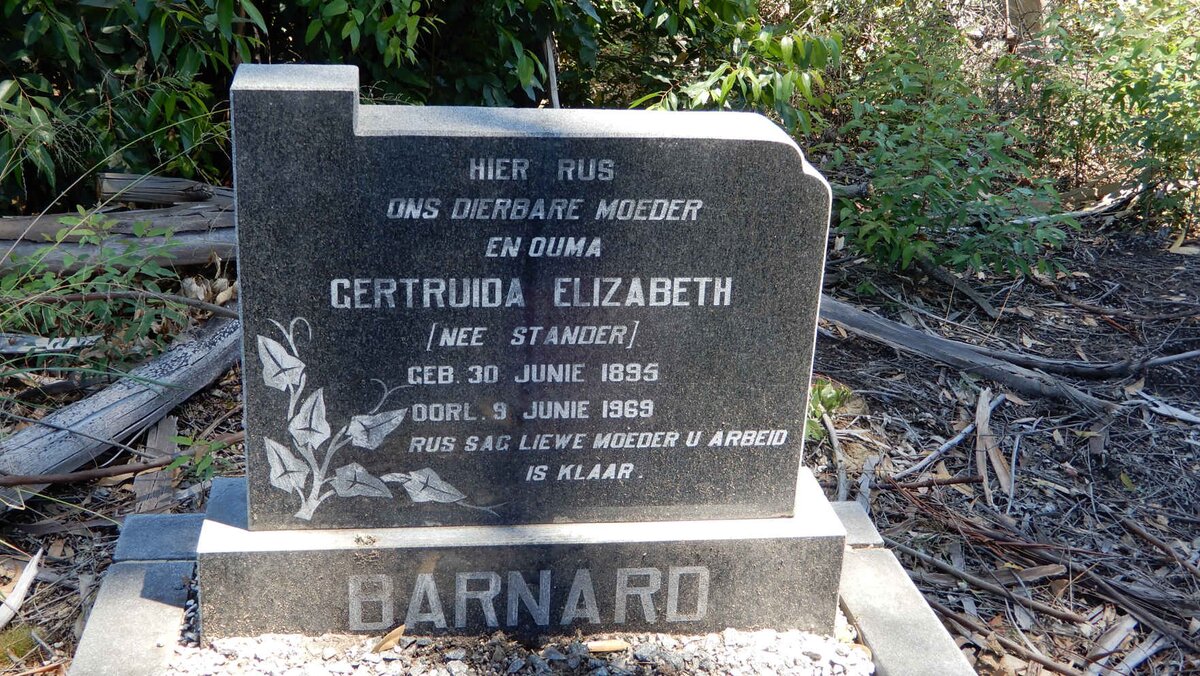 HIER RUS
ONS DIERBARE MOEDER
EN OUMA
GERTRUIDA ELIZABETH
[NEE STANDER]
GEB. 30 JUNIE 1895
OORL. 9 JUNIE 1969
RUS SAG LIEWE MOEDER U ARBEID
IS KLAAR.
BARNARD